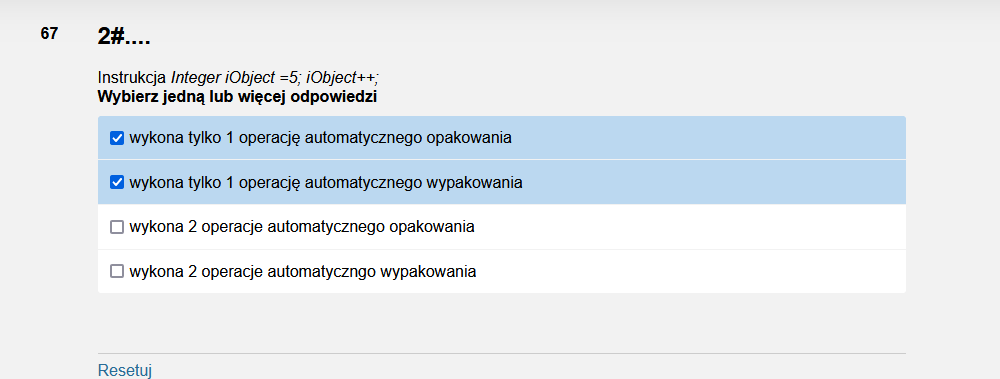 67
2#....
Instrukcja Integer iObject =5; iObject++;
Wybierz jedną lub więcej odpowiedzi
wykona tylko 1 operację automatycznego opakowania
wykona tylko 1 operację automatycznego wypakowania
wykona 2 operacje automatycznego opakowania
wykona 2 operacje automatyczngo wypakowania
Resetuj